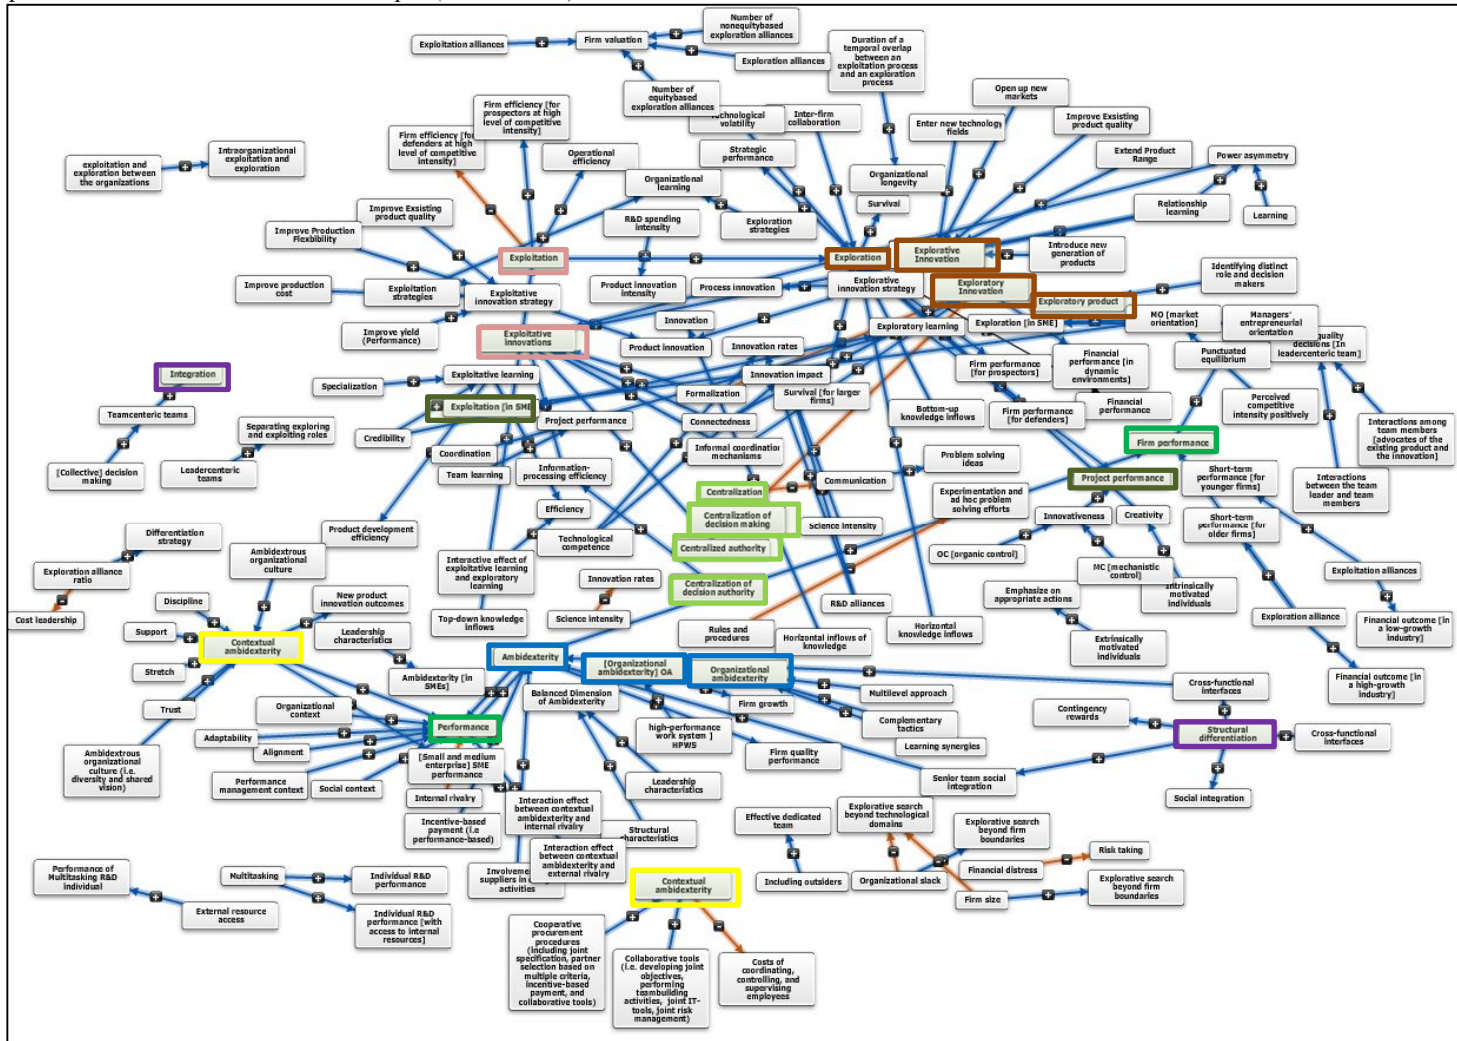 Exploitation alliances
Firm valuation
Number of
nonequitybased
exploration alliances
Exploration alliances
Number of
equitybased
exploration alliances
Duration of a
temporal overlap
between an
exploitation process
and an exploration
process
Open up new
markets
Firm efficiency [for
prospectors at high
level of competitive
intensity]
Firm efficiency [for
defenders at high
level of competitive
intensity]
Operational
efficiency
volatility
Inter-firm
collaboration
Enter new technology
fields
Improve Exsisting
product quality
Strategic
performance
Extend Product
Range
Power asymmetry
exploitation and
exploration between
the organizations
Intraorganizational
exploitation and
exploration
Organizational
learning
Organizational
longevity
Survival
Relationship
learning
Learning
Improve Exsisting
product quality
R&D spending
intensity
Exploration
strategies
Improve Production
Flexbibility
Exploitation
Exploration
Explorative
Innovation
Introduce new
generation of
products
Identifying distinct
role and decision
makers
Improve production
cost
Exploitation
strategies
Exploitative
innovation strategy
Product innovation
intensity
Process innovation
Explorative
innovation strategy
Exploratory
Innovation
Exploratory product
Improve yield
(Performance)
Exploitative
innovations
Innovation
Exploratory learning
Exploration [in SME]
MO [market
orientation]
Managers'
entrepreneurial
orientation
quality
decisions [In
leadercentric team]
Product innovation
Innovation rates
Punctuated
equilibrium
Integration
Specialization
Exploitative learning
Innovation impact
Firm performance
[for prospectors]
Financial
performance [in
dynamic
environments]
Survival [for larger
firms]
Formalization
Exploitation [in SME
Teamcentric teams
Project performance
Connectedness
Bottom-up
knowledge inflows
Firm performance
[for defenders]
Financial
performance
Perceived
competitive
intensity positively
Separating exploring
and exploiting roles
Credibility
Coordination
Informal coordination
mechanisms
Firm performance
Interactions among
team members
[advocates of the
existing product and
the innovation]
[Collective] decision
making
Leadercentric
teams
Team learning
Information-
processing efficiency
Problem solving
ideas
Communication
Project performance
Short-term
performance [for
younger firms]
Interactions
between the team
leader and team
members
Centralization
Centralization of
decision making
Experimentation and
ad hoc problem
solving efforts
Efficiency
Science intensity
Innovativeness
Creativity
Short-term
performance [for
older firms]
Product development
efficiency
Differentiation
strategy
Technological
competence
Centralized authority
OC [organic control]
Ambidextrous
organizational
culture
Exploration alliance
ratio
Interactive effect of
exploitative learning
and exploratory
learning
Innovation rates
Centralization of
decision authority
MC [mechanistic
control]
Intrinsically
motivated
individuals
Exploitation alliances
Discipline
New product
innovation outcomes
Emphasize on
appropriate actions
R&D alliances
Cost leadership
Top-down knowledge
inflows
Science intensity
Rules and
procedures
Horizontal inflows of
knowledge
Horizontal
knowledge inflows
Exploration alliance
Financial outcome [in
a low-growth
industry]
Support
Leadership
characteristics
Contextual
ambidexterity
Extrinsically
motivated
individuals
Ambidexterity
[Organizational
ambidexterity] OA
Organizational
ambidexterity
Stretch
Ambidexterity [in
SMEs]
Balanced Dimension
of Ambidexterity
Multilevel approach
Cross-functional
interfaces
Financial outcome [in
a high-growth
industry]
Trust
Organizational
context
Firm growth
Contingency
rewards
Performance
high-performance
work system ]
HPWS
Complementary
tactics
Adaptability
Alignment
Learning synergies
Structural
differentiation
Cross-functional
interfaces
Ambidextrous
organizational
culture (i.e.
diversity and shared
vision)
[Small and medium
enterprise] SME
performance
Firm quality
performance
Performance
management context
Social context
Leadership
characteristics
Senior team social
integration
Internal rivalry
Interaction effect
between contextual
ambidexterity and
internal rivalry
Social integration
Incentive-based
payment (i.e
performance-based)
Structural
characteristics
Effective dedicated
team
Explorative search
beyond technological
domains
Explorative search
beyond firm
boundaries
Interaction effect
between contextual
ambidexterity and
external rivalry
Risk taking
Performance of
Multitasking R&D
individual
Multitasking
Individual R&D
performance
suppliers in
activities
Contextual
ambidexterity
Including outsiders
Organizational slack
Financial distress
Explorative search
beyond firm
boundaries
Firm size
External resource
access
Individual R&D
performance [with
access to internal
resources]
Cooperative
procurement
procedures
(including joint
specification, partner
selection based on
multiple criteria,
incentive-based
payment, and
collaborative tools)
Collaborative tools
(i.e. developing joint
objectives,
performing
teambuilding
activities, joint IT-
tools, joint risk
management)
Costs of
coordinating,
controlling, and
supervising
employees